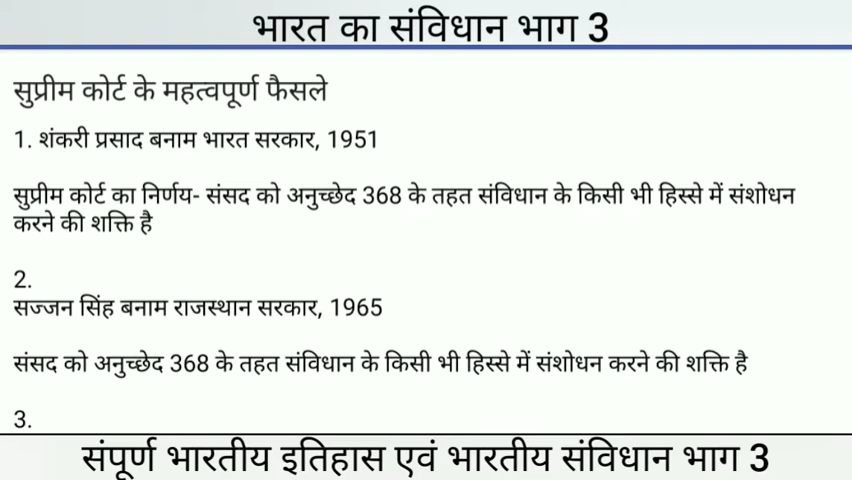 भारत का संविधान भाग 3
सुप्रीम कोर्ट के महत्वपूर्ण फैसले
1. शंकरी प्रसाद बनाम भारत सरकार, 1951
सुप्रीम कोर्ट का निर्णय- संसद को अनुच्छेद 368 के तहत संविधान के किसी भी हिस्से में संशोधन
करने की शक्ति है
2.
सज्जन सिंह बनाम राजस्थान सरकार, 1965
संसद को अनुच्छेद 368 के तहत संविधान के किसी भी हिस्से में संशोधन करने की शक्ति है
3.
संपूर्ण भारतीय इतिहास एवं भारतीय संविधान भाग 3